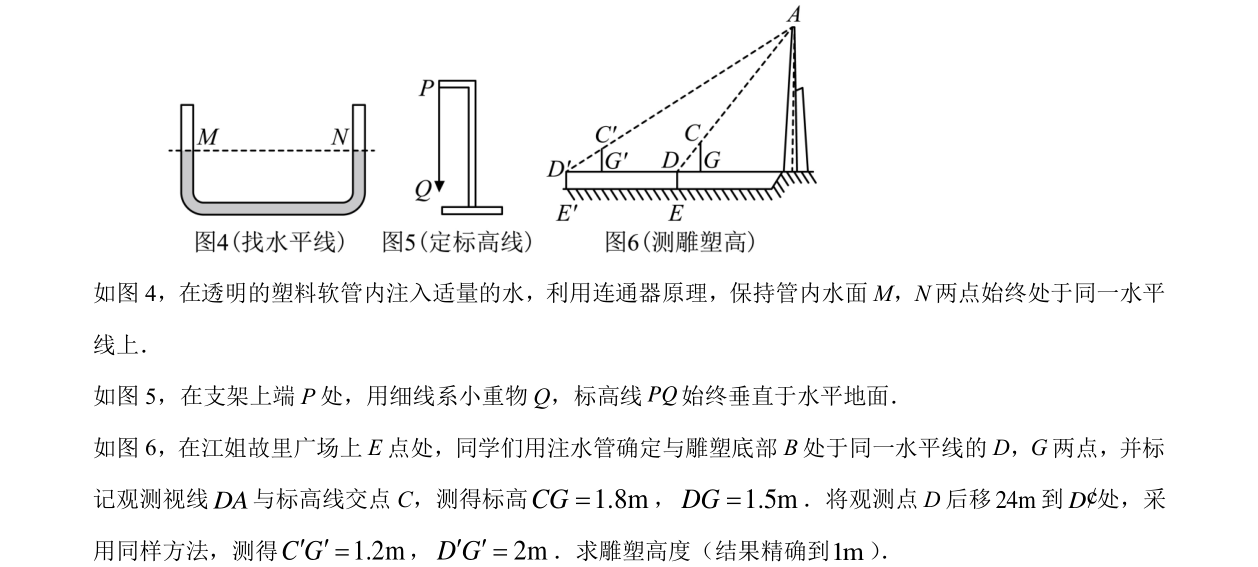 A
P
M
N
C′
C
D′
G′
D
G
Q
E′
E
图4(找水平线)
图5(定标高线)
图6(测雕塑高)
如图 4，在透明的塑料软管内注入适量的水，利用连通器原理，保持管内水面 M，N 两点始终处于同一水平
线上．
如图 5，在支架上端 P 处，用细线系小重物 Q，标高线 PQ 始终垂直于水平地面．
如图 6，在江姐故里广场上 E 点处，同学们用注水管确定与雕塑底部 B 处于同一水平线的 D，G 两点，并标
记观测视线 DA 与标高线交点 C，测得标高 CG = 1.8m， DG = 1.5m．将观测点 D 后移 24m 到 D¢ 处，采
用同样方法，测得 C′G′ = 1.2m， D′G′ = 2m．求雕塑高度（结果精确到 1m ）．